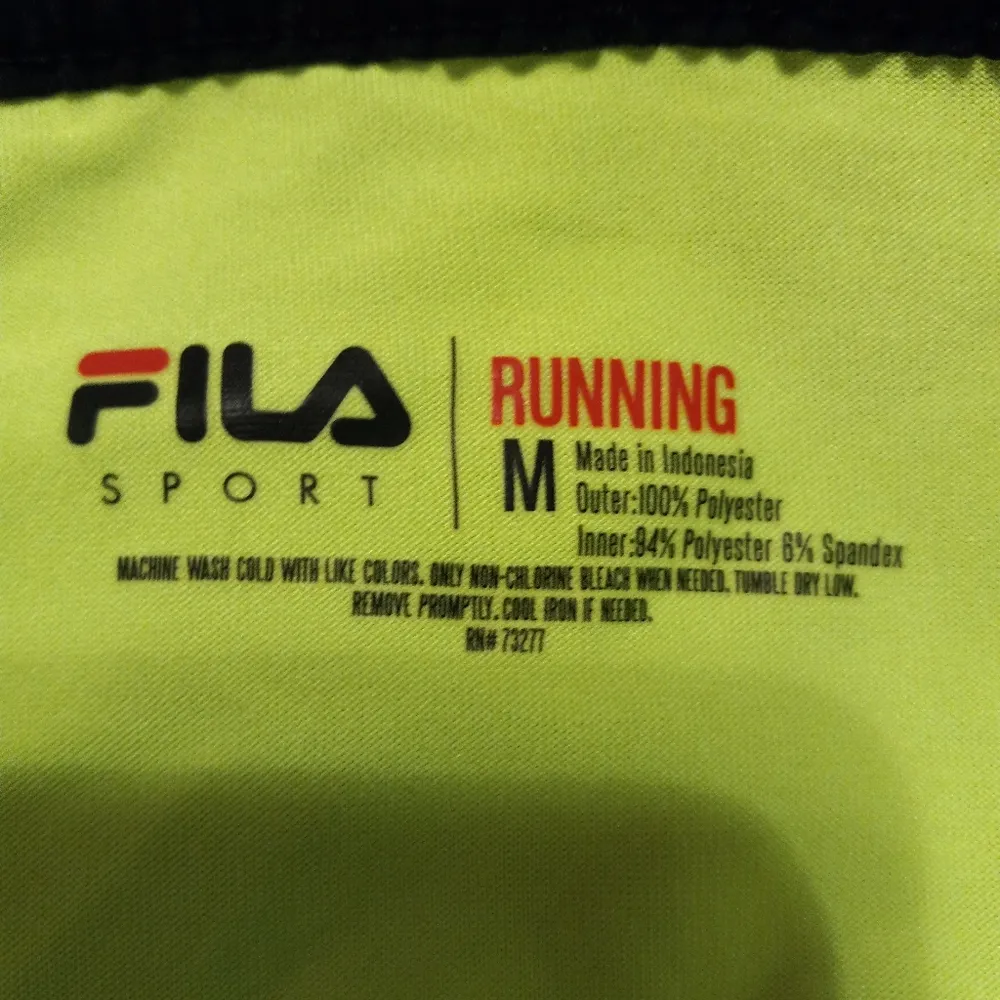 FILA
SPORT
RUNNING
M
Made in Indonesia
Outer:100% Polyester
Inner:94% Polyester 6% Spandex
MACHINE WASH COLD WITH LIKE COLORS. ONLY NON-CHLORINE BLEACH WHEN NEEDED. TUMBLE DRY LOW.
REMOVE PROMPTLY. COOL IRON IF NEEDED.
RN# 73277